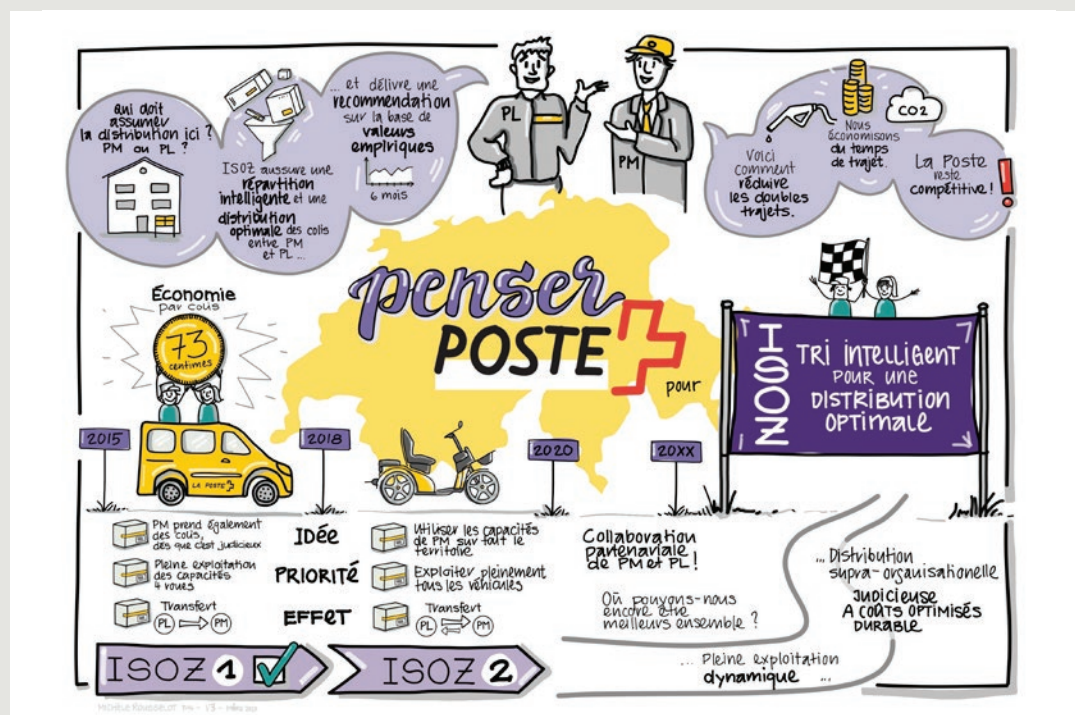 qui doit
assumer
la distribution ici ?
PM ou PL ?
ISOZ aussure une
répartition
intelligente et une
distribution
optimale des colis
entre PM
et PL ...
... et délivre une
recommendation
sur la base de
valeurs
empiriques
6 mois
PL
PM
Voici
comment
réduire
les doubles
trajets.
Nous
économisons
du temps
de trajet.
CO2
La Poste
reste
compétitive !
penser
POSTE
pour
Économie
par colis
73
centimes
LA POSTE
2015
2018
2020
20XX
ISOZ
TRI INTELLIGENT
POUR UNE
DISTRIBUTION
OPTIMALE
PM prend également
des colis,
dès que c'est judicieux
IDÉE
Utiliser les capacités
de PM sur tout le
territoire
Pleine exploitation
des capacités
4 roues
PRIORITÉ
Exploiter pleinement
tous les véhicules
Transfert
PL PM
EFFET
Transfert
PL PM
Collaboration
partenariale
de PM et PL !
Où pouvons-nous
encore être
meilleurs ensemble ?
... Pleine exploitation
dynamique ...
... Distribution
supra-organisationelle
JUDICIEUSE
A COÛTS OPTIMISÉS
DURABLE
ISOZ 1
ISOZ 2
MICHÈLE ROUSSELOT